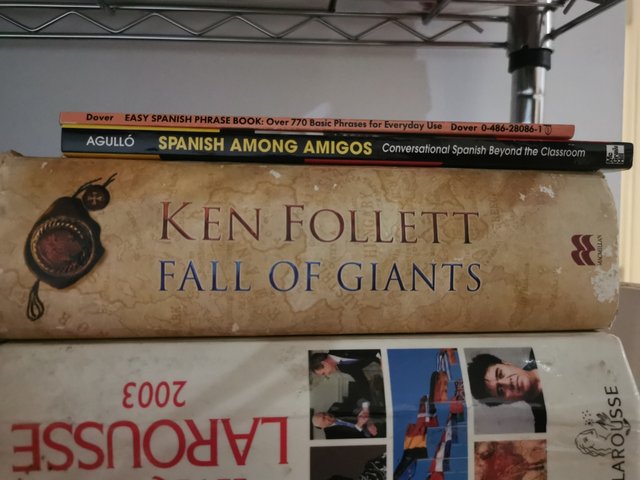 Dover EASY SPANISH PHRASE BOOK: Over 770 Basic Phrases for Everyday Use Dover 0-486-28086-1
AGULLÓ SPANISH AMONG AMIGOS Conversational Spanish Beyond the Classroom
KEN FOLLETT
FALL OF GIANTS
MACMILLAN
2003
LAROUSSE
LAROUSSE